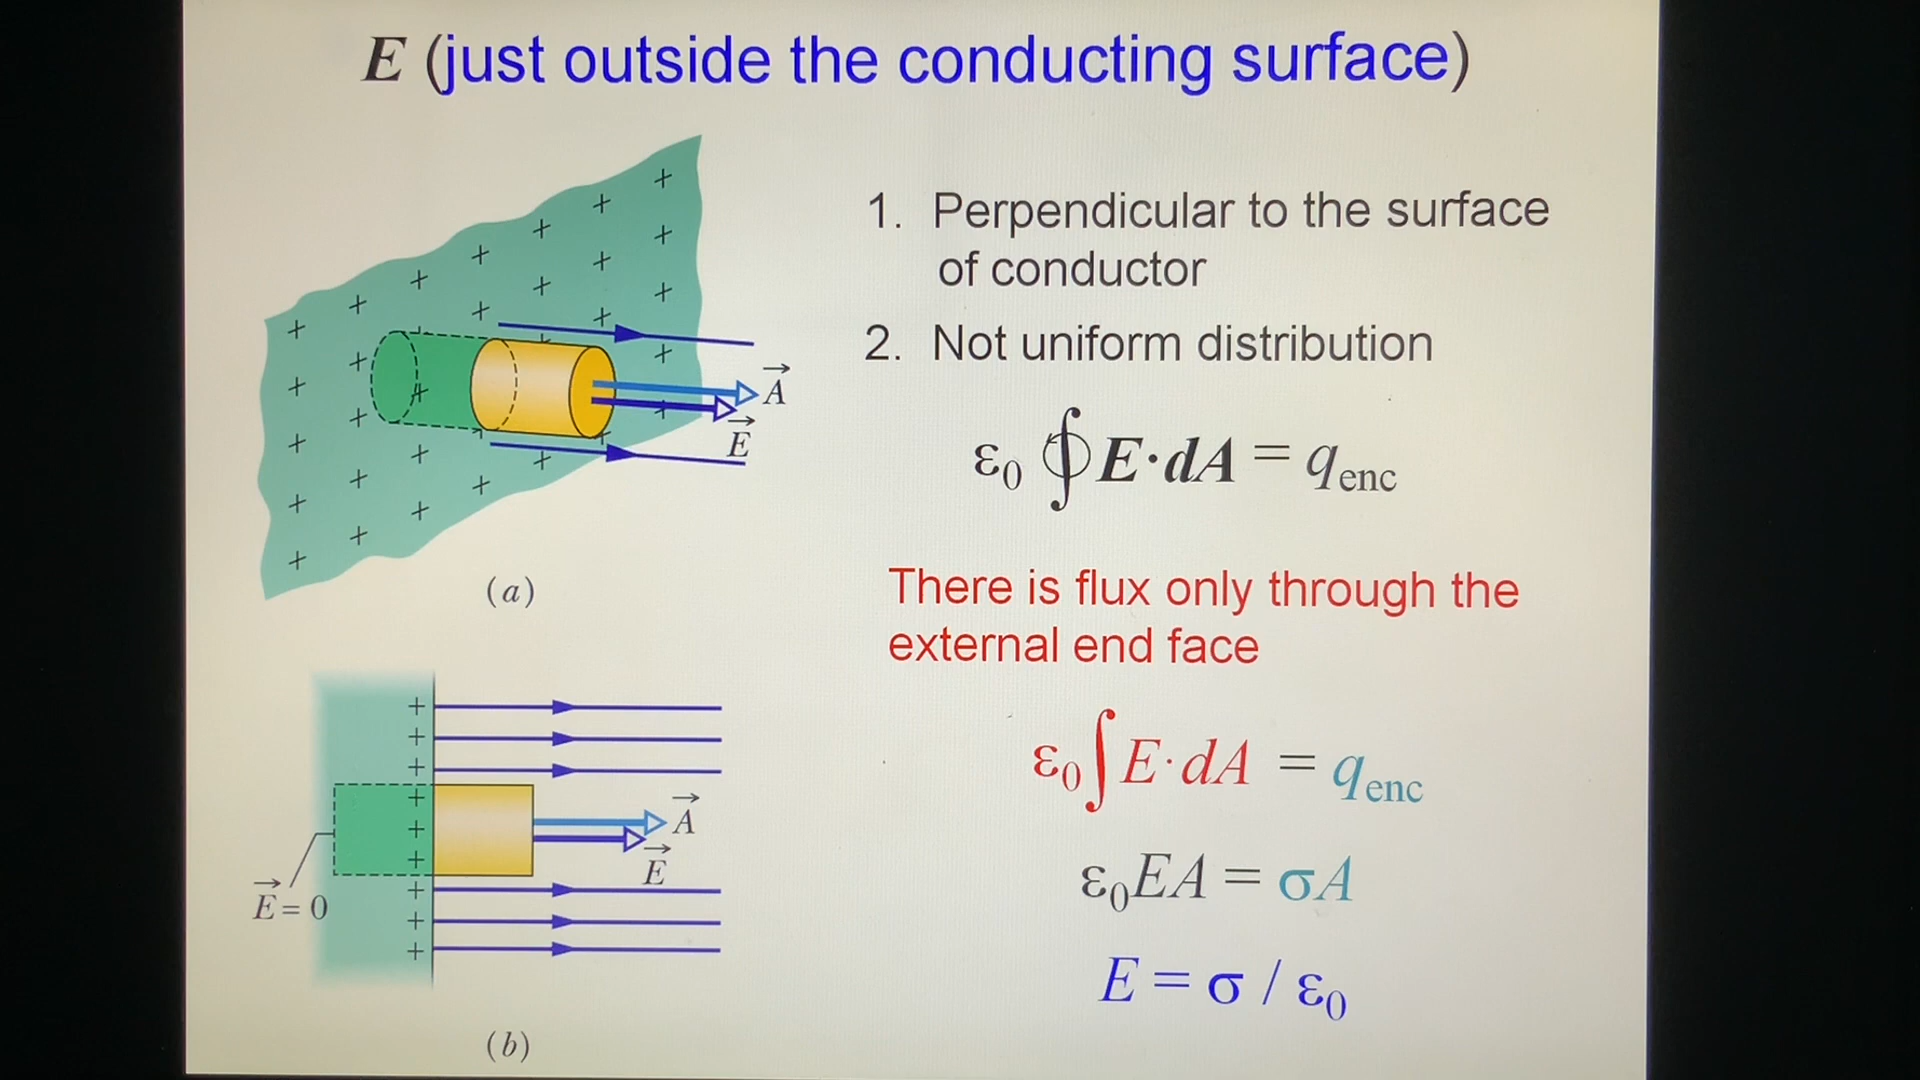 E (just outside the conducting surface)
1. Perpendicular to the surface
of conductor
2. Not uniform distribution
ε₀ ∮ E·dA = qenc
There is flux only through the
external end face
ε₀ ∫ E·dA = qenc
ε₀EA = σA
E = σ / ε₀
A⃗
E⃗
(a)
A⃗
E⃗
E⃗ = 0
(b)